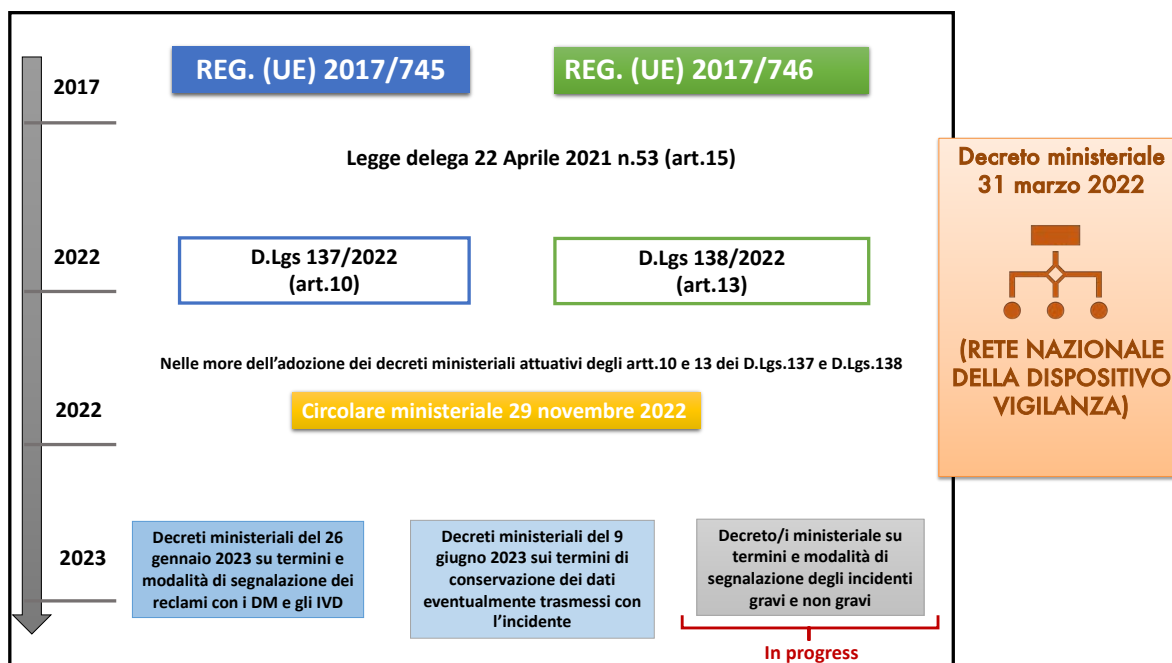 2017
REG. (UE) 2017/745
REG. (UE) 2017/746
Legge delega 22 Aprile 2021 n.53 (art.15)
2022
D.Lgs 137/2022
(art.10)
D.Lgs 138/2022
(art.13)
Nelle more dell’adozione dei decreti ministeriali attuativi degli artt.10 e 13 dei D.Lgs.137 e D.Lgs.138
2022
Circolare ministeriale 29 novembre 2022
2023
Decreti ministeriali del 26
gennaio 2023 su termini e
modalità di segnalazione dei
reclami con i DM e gli IVD
Decreti ministeriali del 9
giugno 2023 sui termini di
conservazione dei dati
eventualmente trasmessi con
l’incidente
Decreto/i ministeriale su
termini e modalità di
segnalazione degli incidenti
gravi e non gravi
In progress
Decreto ministeriale
31 marzo 2022
(RETE NAZIONALE
DELLA DISPOSITIVO
VIGILANZA)